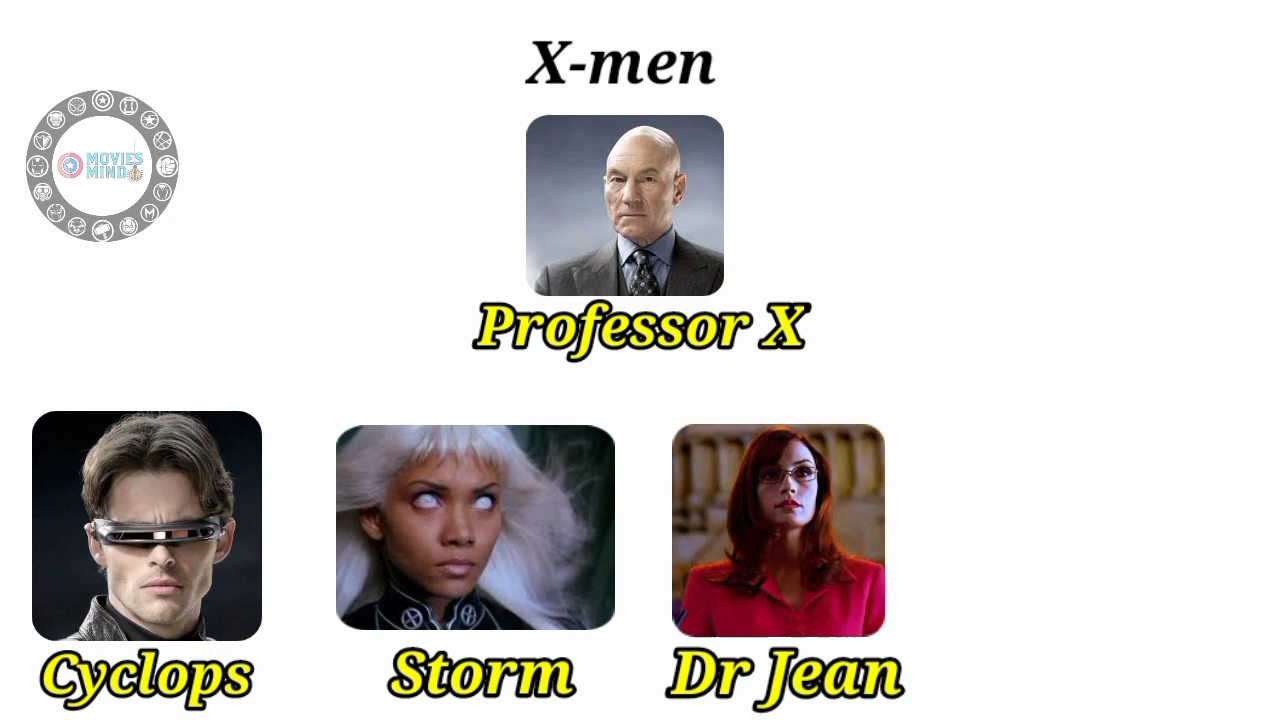 X-men
MOVIES
MIND
Professor X
Cyclops
Storm
Dr Jean